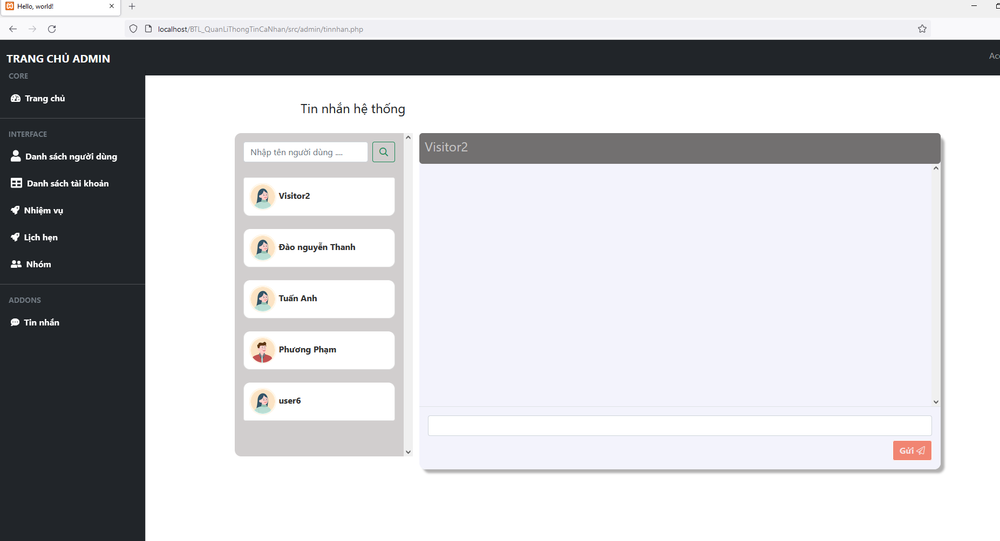 Hello, world!
localhost/BTL_QuanLiThongTinCaNhan/src/admin/tinnhan.php
TRANG CHỦ ADMIN
CORE
Trang chủ
INTERFACE
Danh sách người dùng
Danh sách tài khoản
Nhiệm vụ
Lịch hẹn
Nhóm
ADDONS
Tin nhắn
Tin nhắn hệ thống
Nhập tên người dùng ....
Visitor2
Đào nguyễn Thanh
Tuấn Anh
Phương Phạm
user6
Visitor2
Gửi